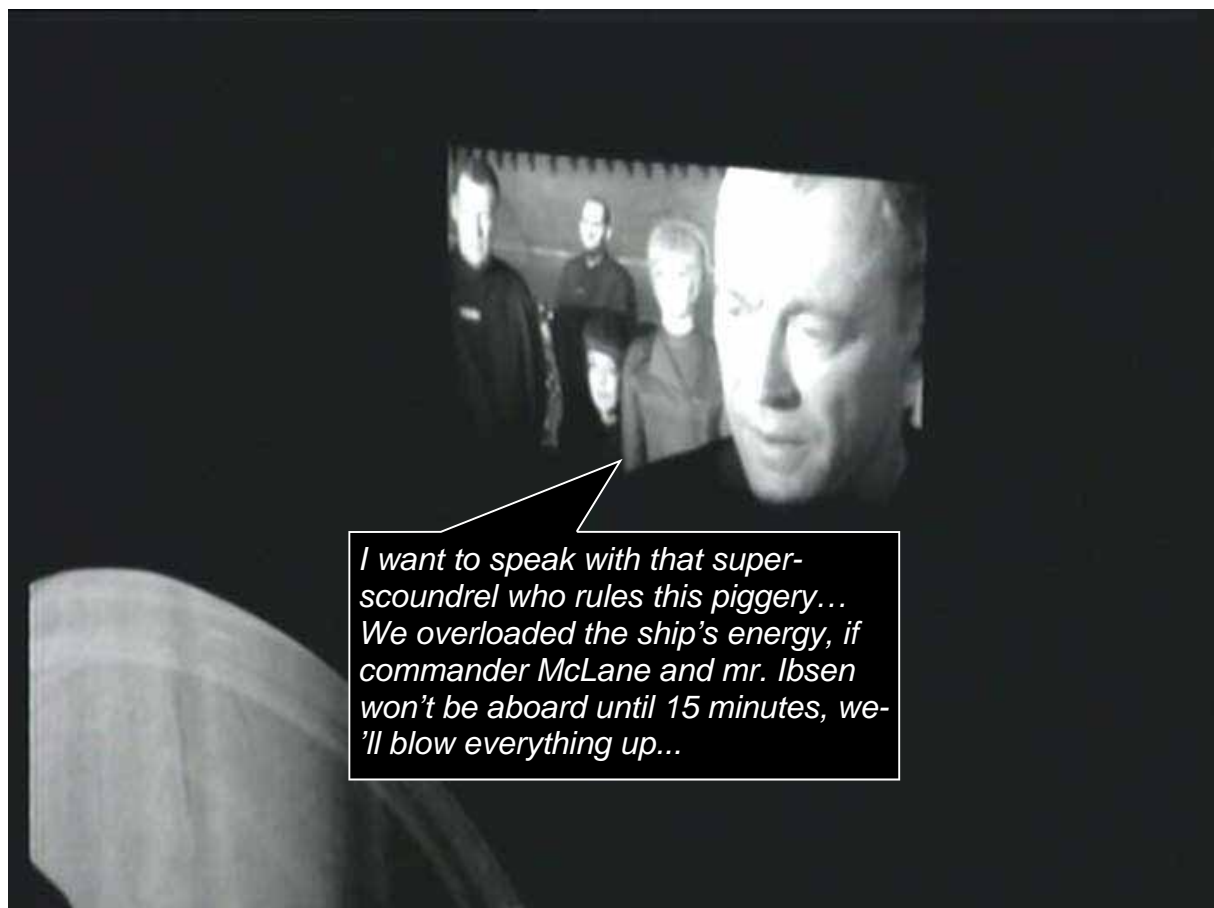 I want to speak with that super-
scoundrel who rules this piggery…
We overloaded the ship's energy, if
commander McLane and mr. Ibsen
won't be aboard until 15 minutes, we-
'll blow everything up...